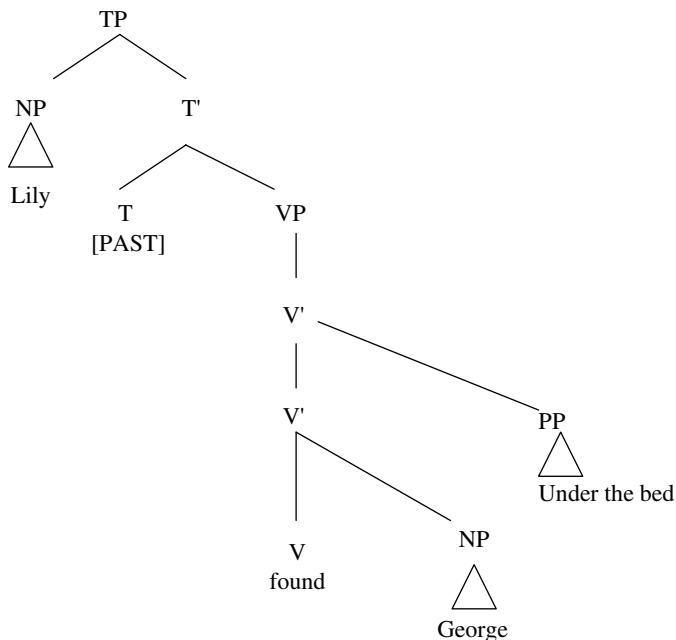 TP
NP
T'
Lily
T
VP
[PAST]
V'
V'
PP
Under the bed
V
NP
found
George